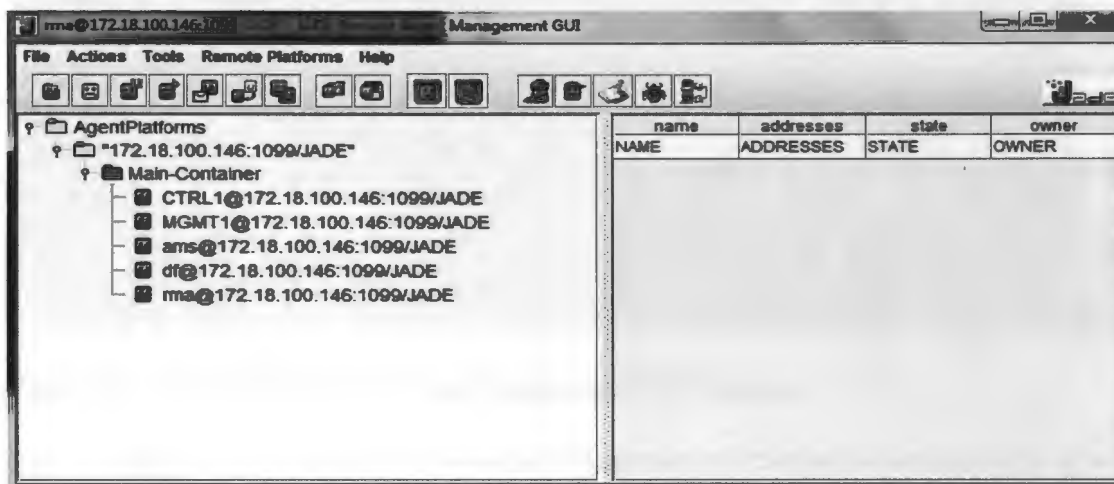 rma@172.18.100.146:1099 Management GUI
File Actions Tools Remote Platforms Help
Jade
AgentPlatforms
"172.18.100.146:1099/JADE"
Main-Container
CTRL1@172.18.100.146:1099/JADE
MGMT1@172.18.100.146:1099/JADE
ams@172.18.100.146:1099/JADE
df@172.18.100.146:1099/JADE
rma@172.18.100.146:1099/JADE
name addresses state owner
NAME ADDRESSES STATE OWNER